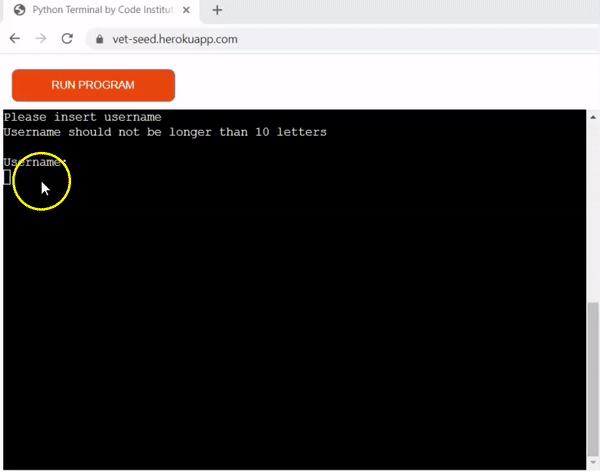 Python Terminal by Code Institut
vet-seed.herokuapp.com
RUN PROGRAM
Please insert username
Username should not be longer than 10 letters
Username: